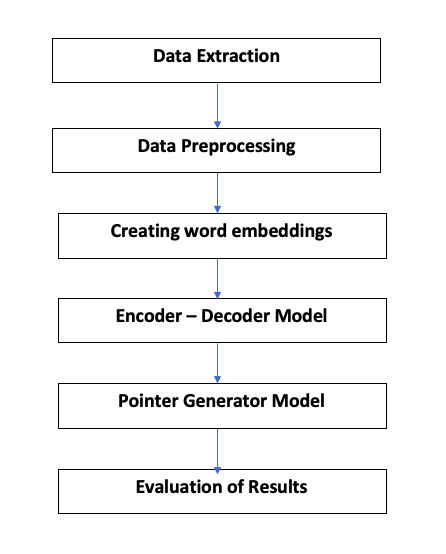 Data Extraction
Data Preprocessing
Creating word embeddings
Encoder – Decoder Model
Pointer Generator Model
Evaluation of Results